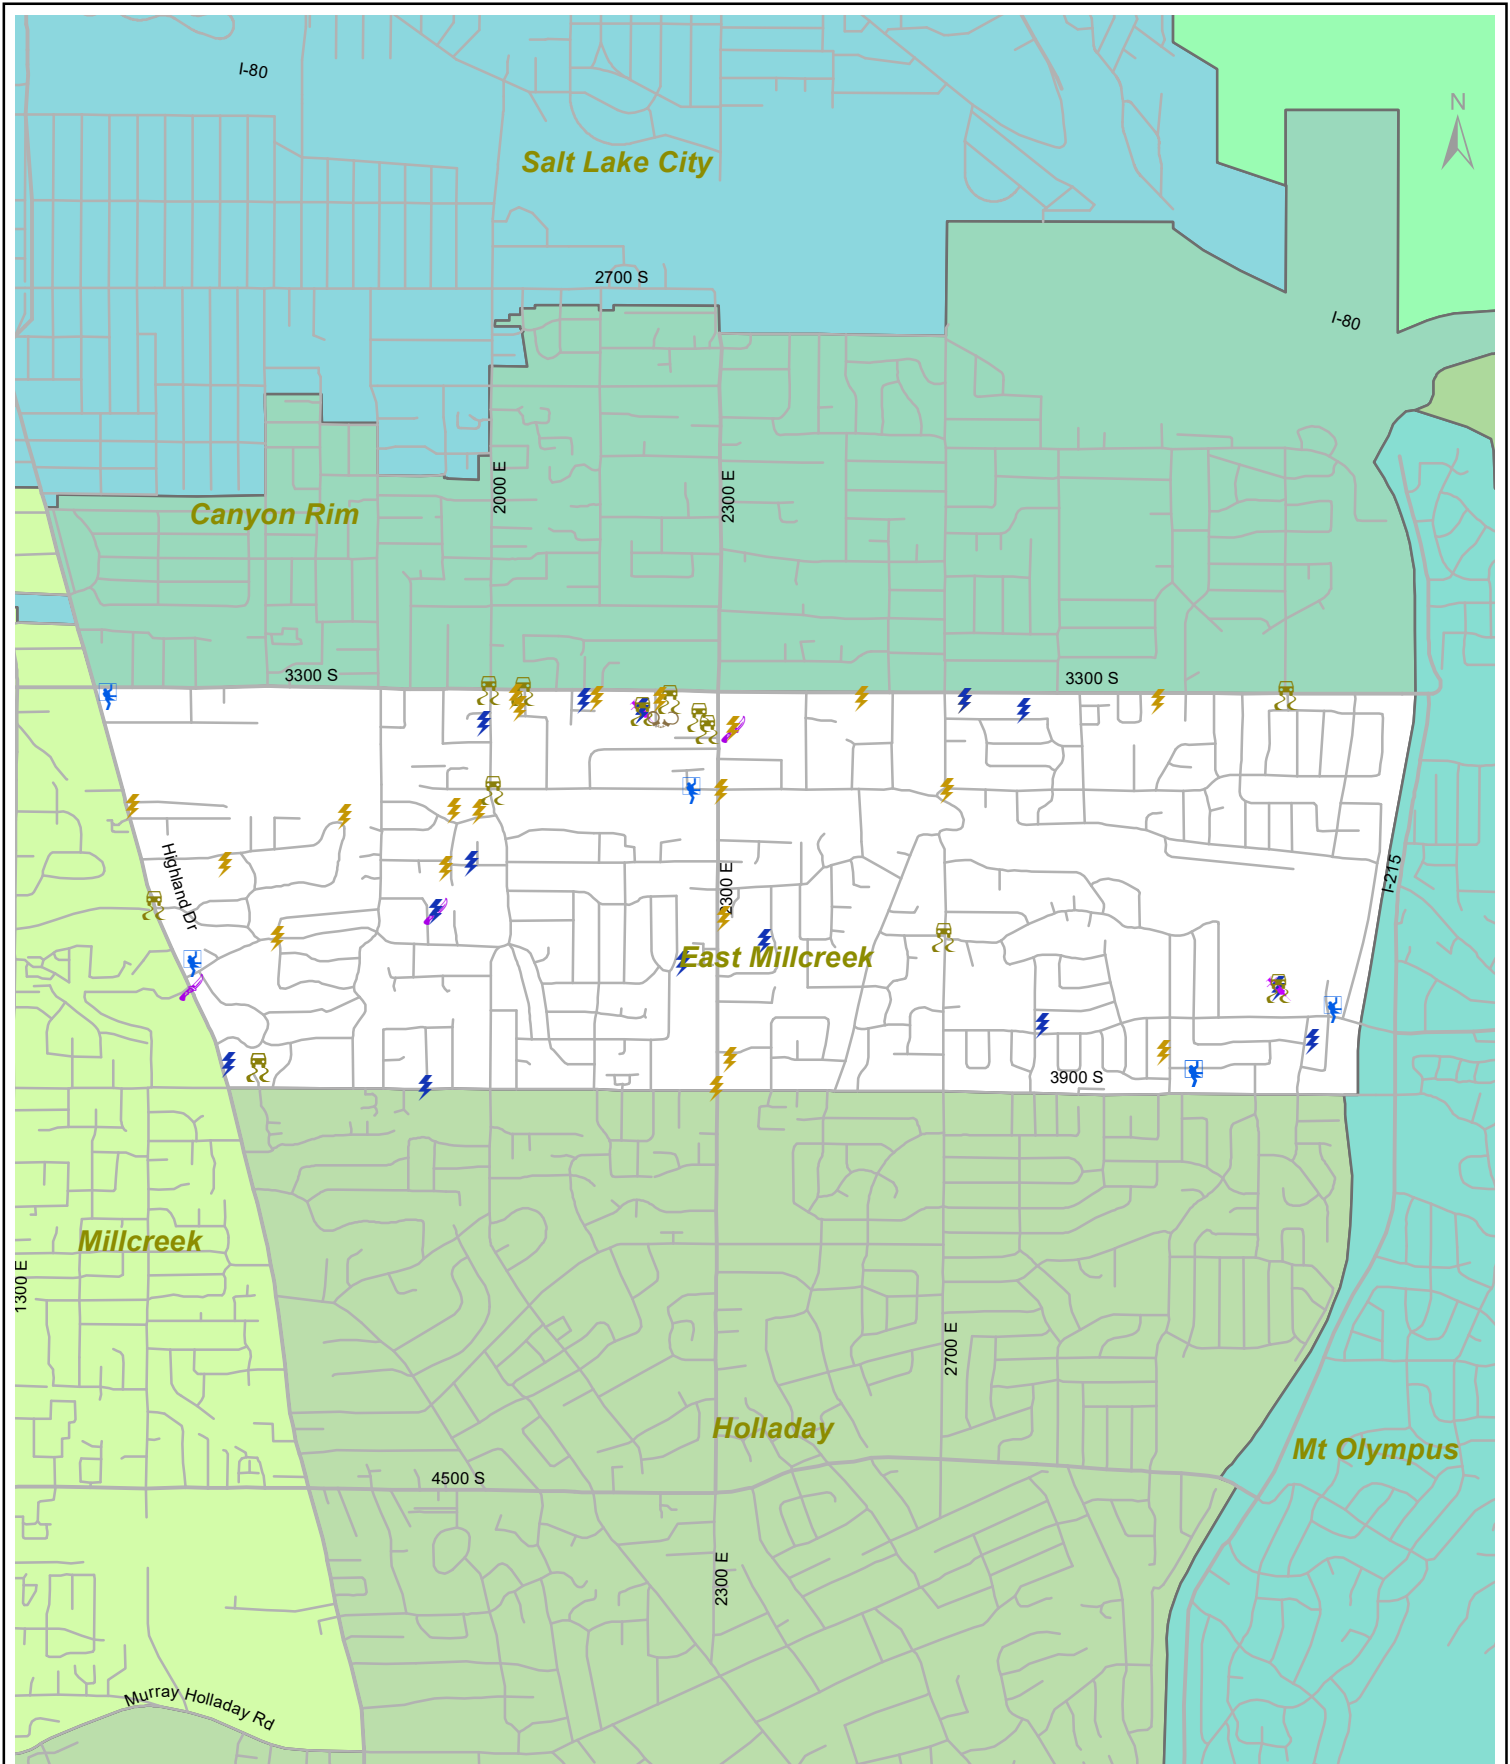 I-80
N
Salt Lake City
2700 S
I-80
2000 E
2300 E
Canyon Rim
3300 S
3300 S
Highland Dr
2300 E
I-215
East Millcreek
3900 S
Millcreek
1300 E
2700 E
Holladay
Mt Olympus
4500 S
2300 E
Murray Holladay Rd